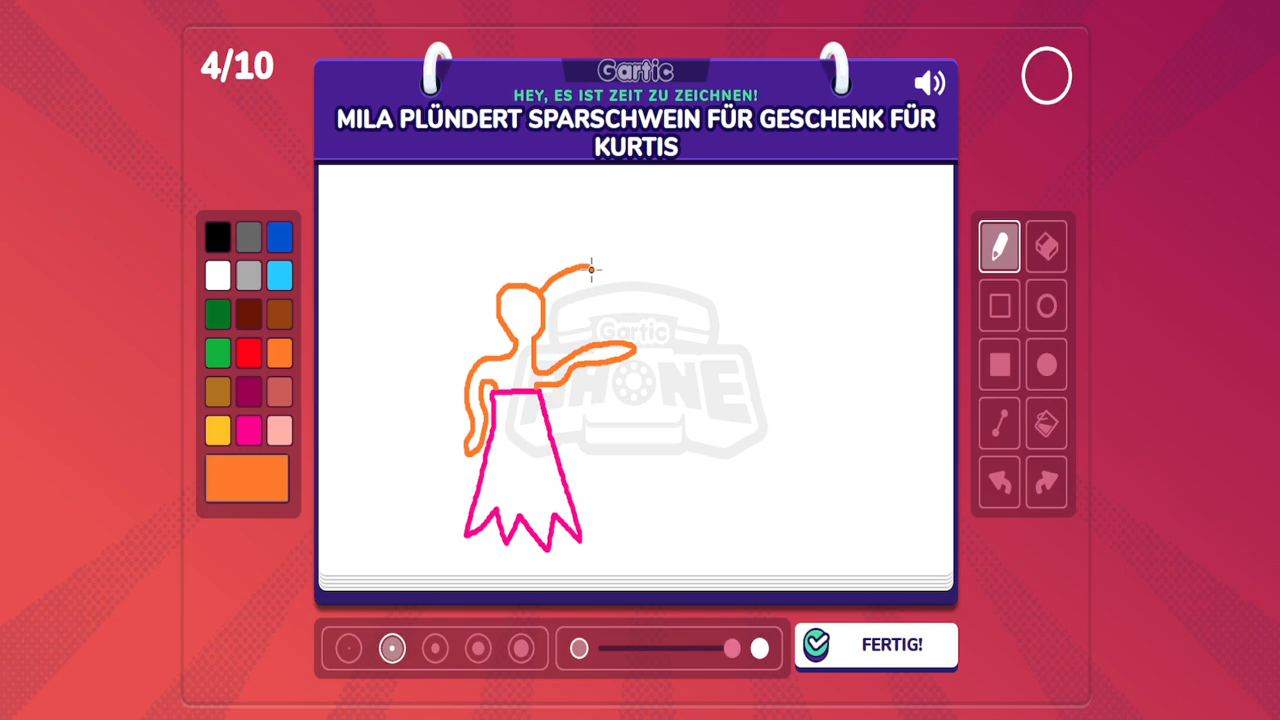 4/10
Gartic
HEY, ES IST ZEIT ZU ZEICHNEN!
MILA PLÜNDERT SPARSCHWEIN FÜR GESCHENK FÜR
KURTIS
Gartic
PHONE
FERTIG!